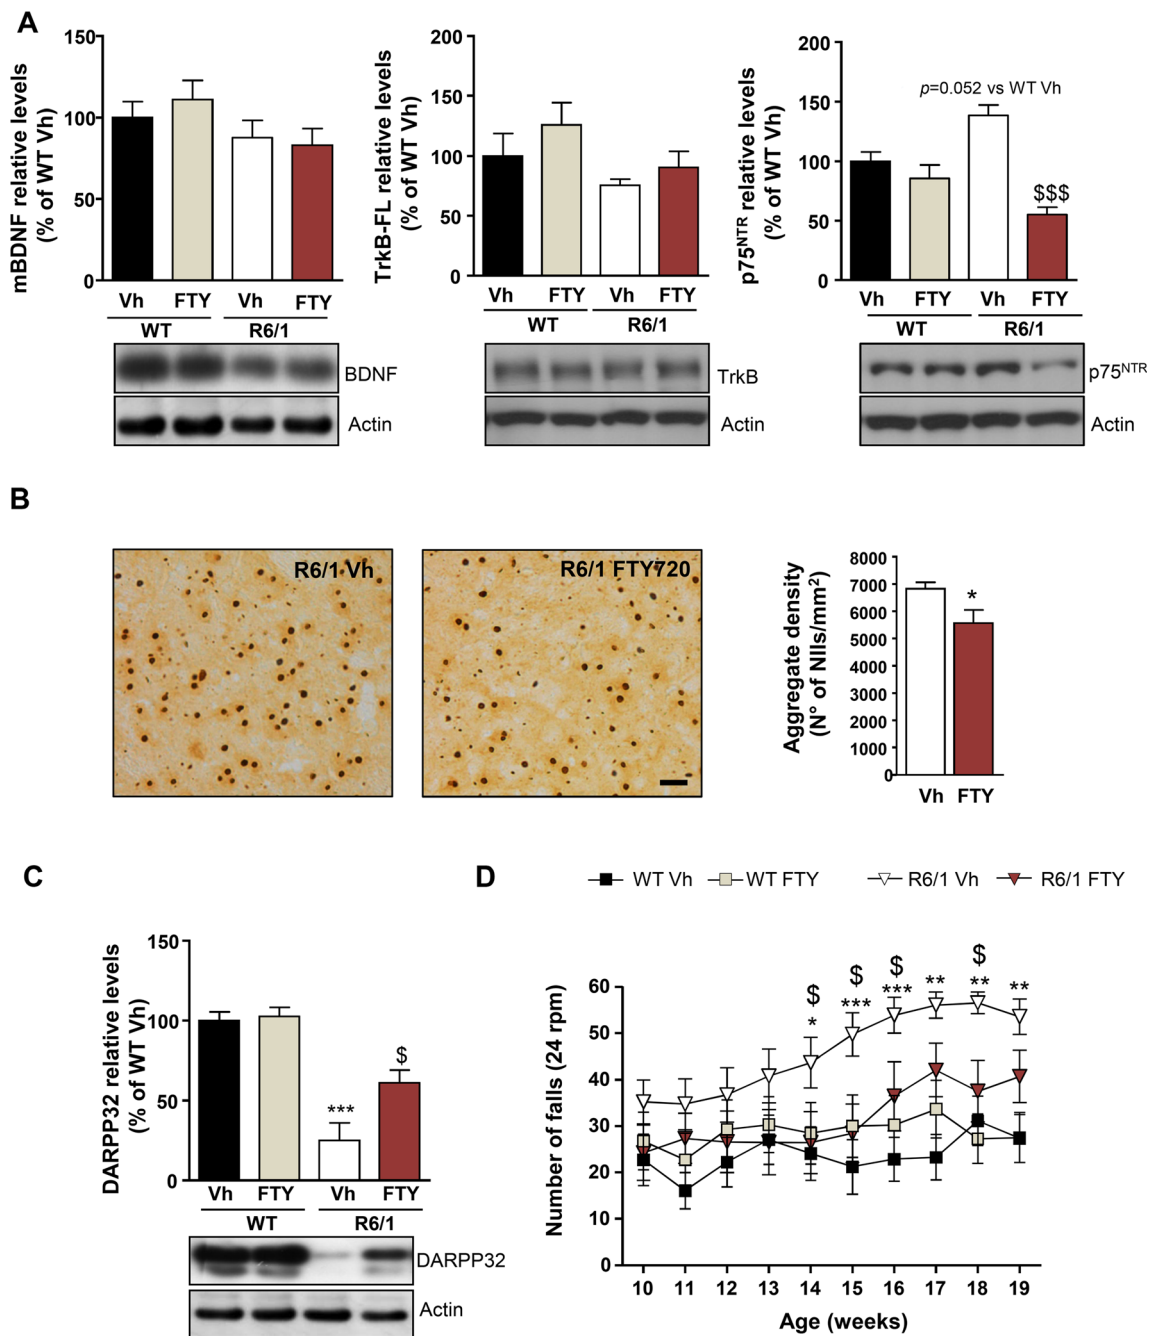 A
mBDNF relative levels
(% of WT Vh)
150
100
50
0
Vh FTY Vh FTY
WT R6/1
BDNF
Actin
TrkB-FL relative levels
(% of WT Vh)
200
150
100
50
0
Vh FTY Vh FTY
WT R6/1
TrkB
Actin
p75NTR relative levels
(% of WT Vh)
200
150
100
50
0
p=0.052 vs WT Vh
$$$
Vh FTY Vh FTY
WT R6/1
p75NTR
Actin
B
R6/1 Vh
R6/1 FTY720
Aggregate density
(N° of NIIs/mm2)
8000
7000
6000
5000
4000
3000
2000
1000
0
*
Vh FTY
C
DARPP32 relative levels
(% of WT Vh)
150
100
50
0
***
$
Vh FTY Vh FTY
WT R6/1
DARPP32
Actin
D
WT Vh WT FTY R6/1 Vh R6/1 FTY
Number of falls (24 rpm)
60
50
40
30
20
10
0
$ $ $ $
* *** *** ** ** **
10 11 12 13 14 15 16 17 18 19
Age (weeks)